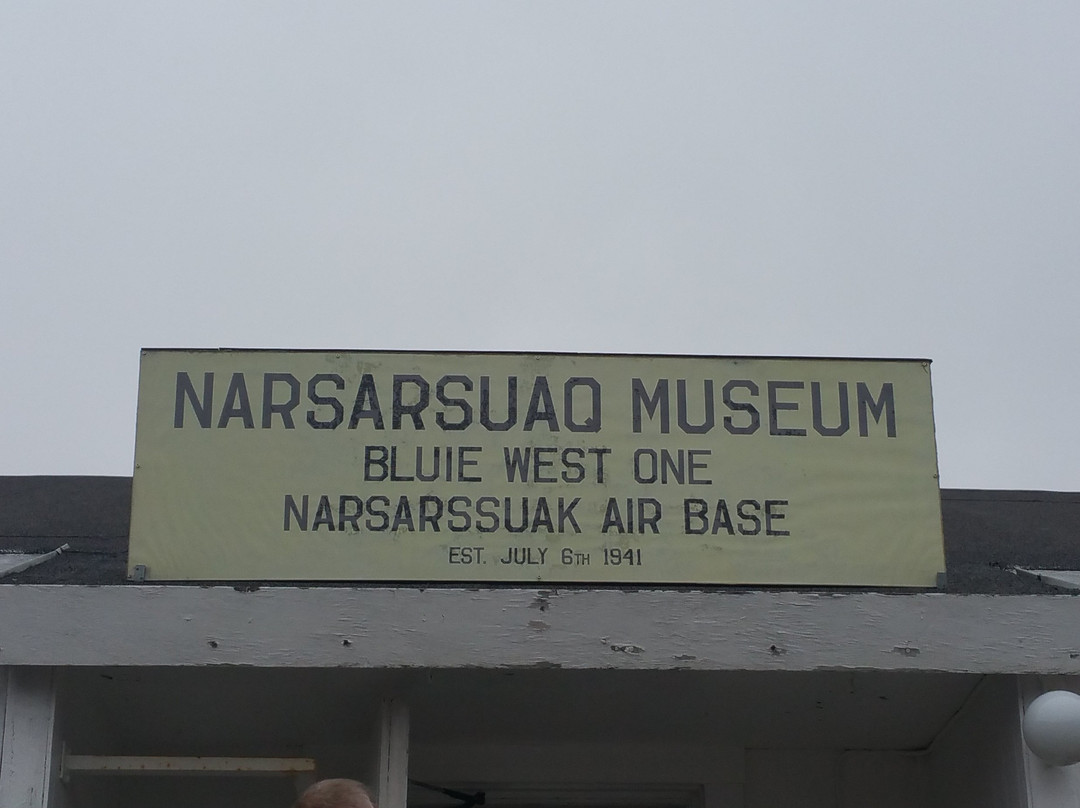 NARSARSUAQ MUSEUM
BLUIE WEST ONE
NARSARSSUAK AIR BASE
EST. JULY 6TH 1941